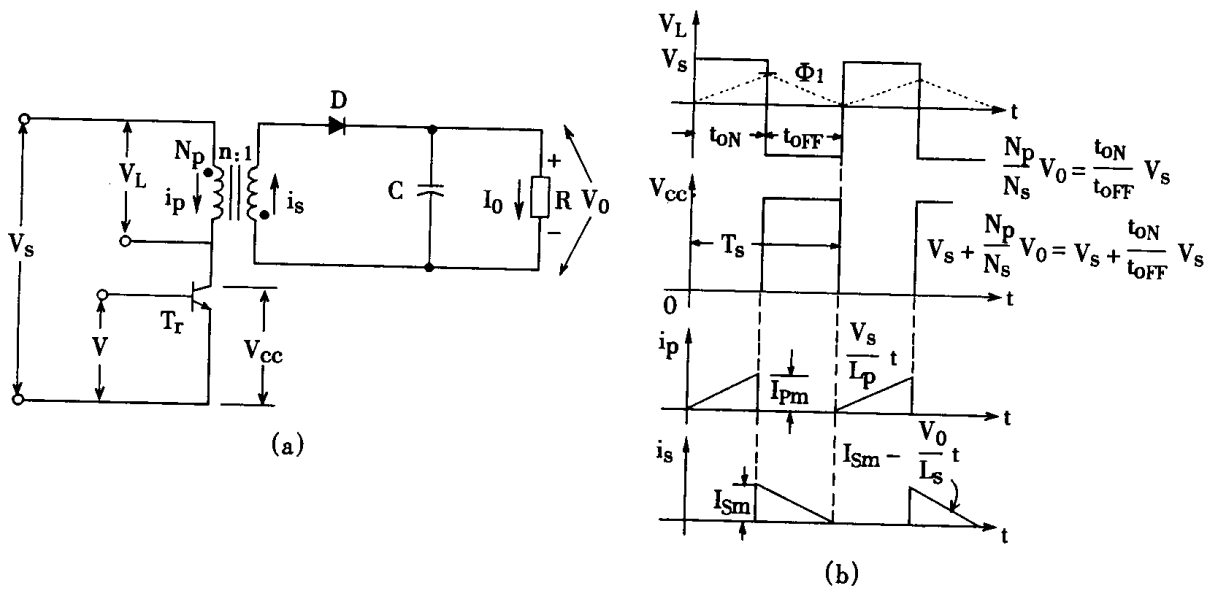 D
N_p n:1
V_L
i_p
i_s
C
I_0
+
R
V_0
−
V_s
T_r
V
V_cc
(a)
V_L
V_s
Φ1
t
t_ON
t_OFF
N_p/N_s V_0 = t_ON/t_OFF V_s
V_cc
T_s
V_s + N_p/N_s V_0 = V_s + t_ON/t_OFF V_s
0
t
i_p
I_Pm
V_s/L_p t
t
i_s
I_Sm
I_Sm − V_0/L_s t
t
(b)